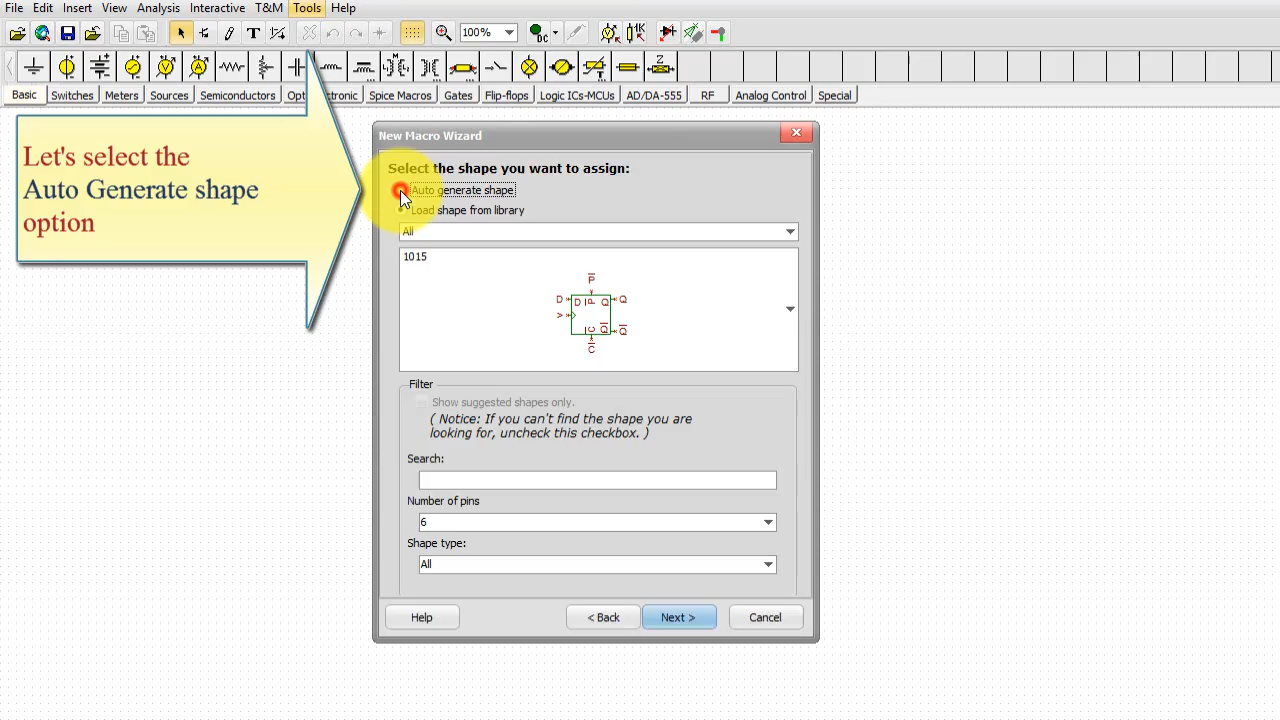 File Edit Insert View Analysis Interactive T&M Tools Help
100%
DC
Basic Switches Meters Sources Semiconductors Opt ectronic Spice Macros Gates Flip-flops Logic ICs-MCUs AD/DA-555 RF Analog Control Special
Let's select the
Auto Generate shape
option
New Macro Wizard
Select the shape you want to assign:
Auto generate shape
Load shape from library
All
1015
P
D D P Q Q
> C Q Q
C
Filter
Show suggested shapes only.
( Notice: If you can't find the shape you are
looking for, uncheck this checkbox. )
Search:
Number of pins
6
Shape type:
All
Help < Back Next > Cancel